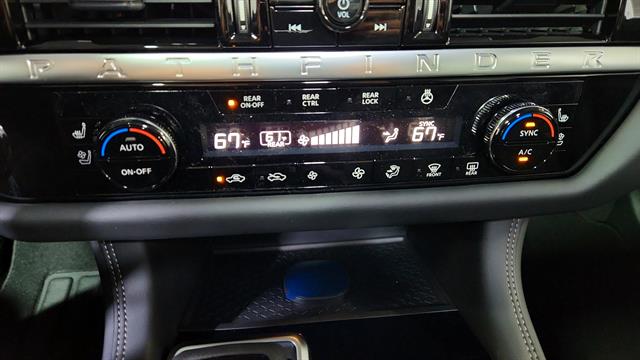 VOL
PATHFINDER
REAR ON-OFF
REAR CTRL
REAR LOCK
67°F
67 REAR
SYNC 67°F
AUTO
ON-OFF
SYNC
A/C
FRONT
REAR